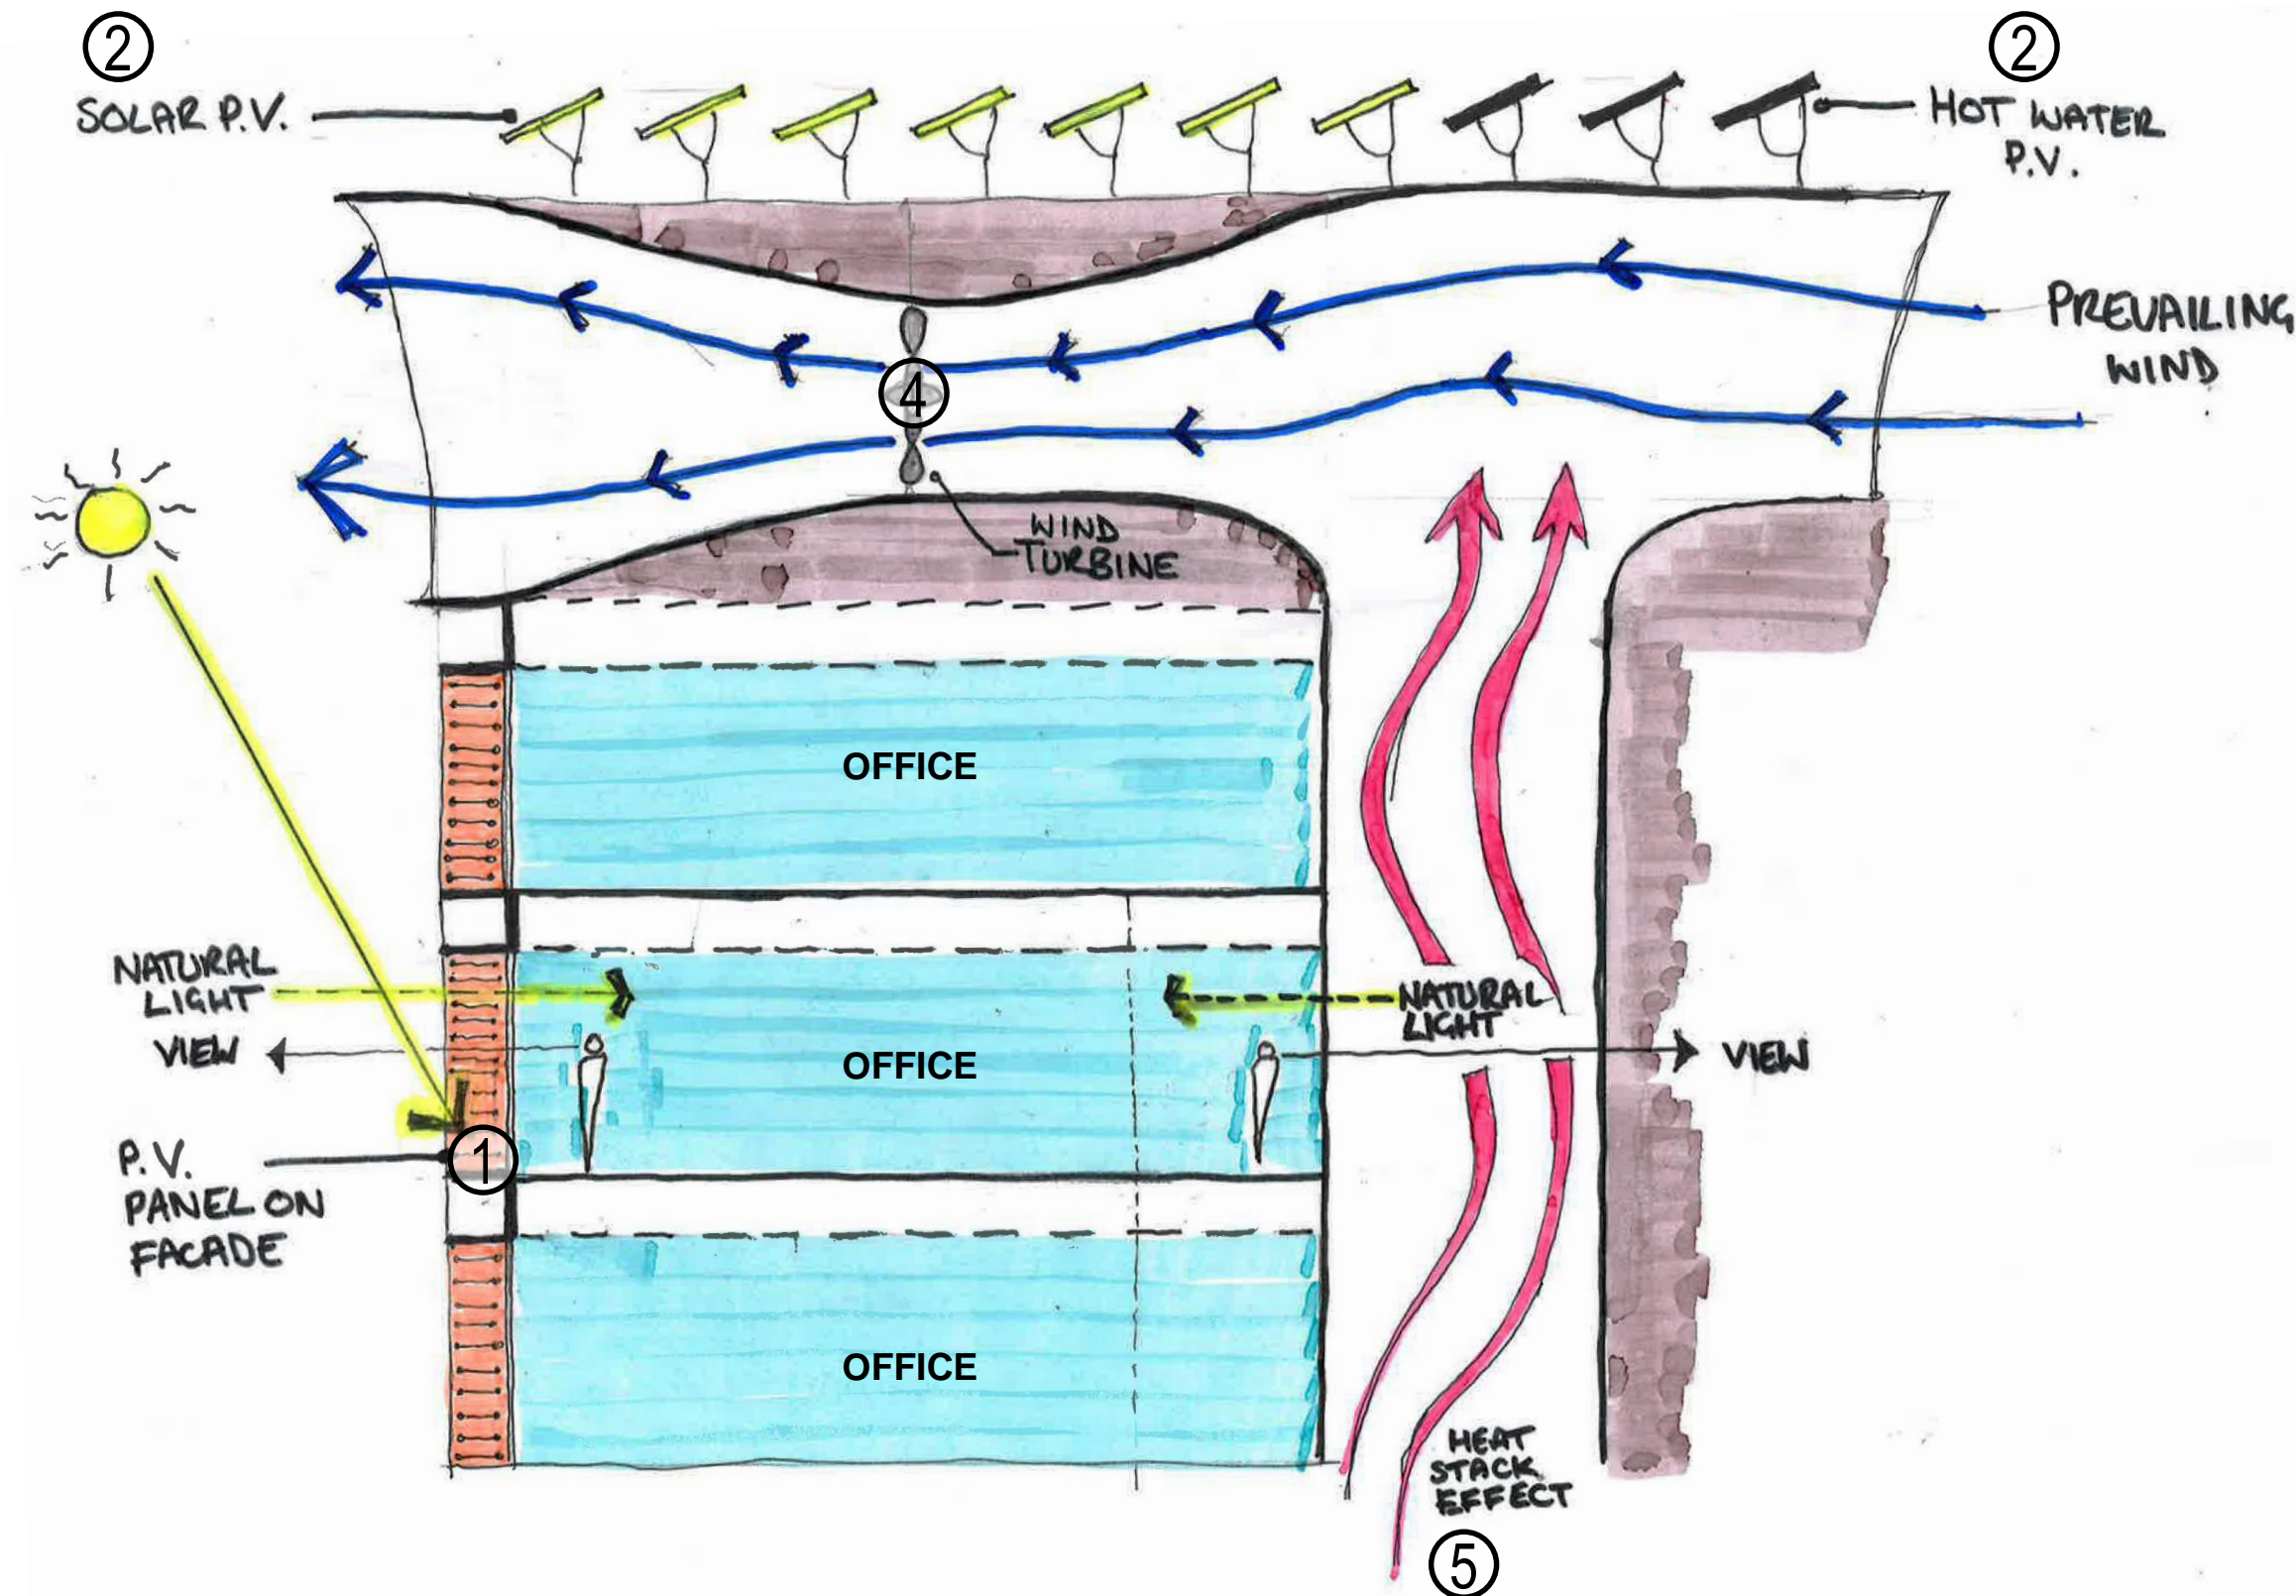 2
SOLAR P.V.
2
HOT WATER
P.V.
PREVAILING
WIND
4
WIND
TURBINE
OFFICE
NATURAL
LIGHT
VIEW
OFFICE
NATURAL
LIGHT
VIEW
P.V.
PANEL ON
FACADE
1
OFFICE
HEAT
STACK
EFFECT
5